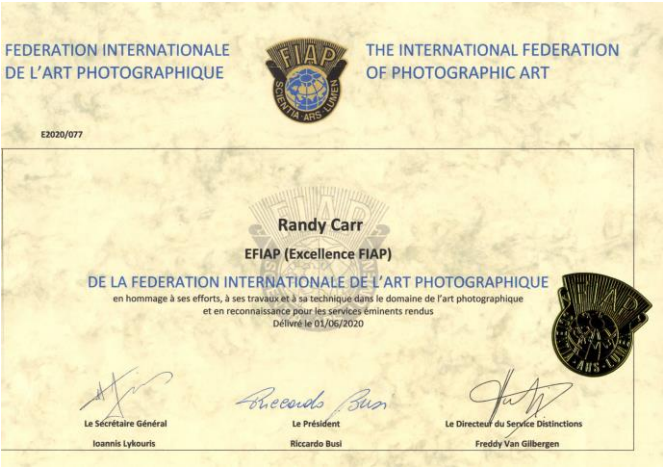 FEDERATION INTERNATIONALE
DE L'ART PHOTOGRAPHIQUE
FIAP
SCIENTIA-ARS-LUMEN
THE INTERNATIONAL FEDERATION
OF PHOTOGRAPHIC ART
E2020/077
FIAP
Randy Carr
EFIAP (Excellence FIAP)
DE LA FEDERATION INTERNATIONALE DE L'ART PHOTOGRAPHIQUE
en hommage à ses efforts, à ses travaux et à sa technique dans le domaine de l'art photographique
et en reconnaissance pour les services éminents rendus
Délivré le 01/06/2020
FIAP
SCIENTIA-ARS-LUMEN
Riccardo Busi
Le Secrétaire Général
Le Président
Le Directeur du Service Distinctions
Ioannis Lykouris
Riccardo Busi
Freddy Van Gilbergen